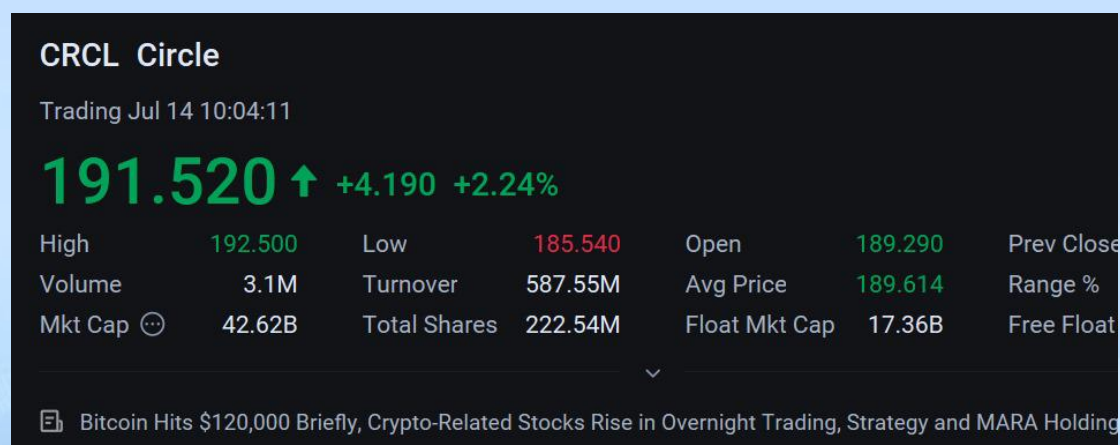 CRCL Circle
Trading Jul 14 10:04:11
191.520 +4.190 +2.24%
High 192.500 Low 185.540 Open 189.290 Prev Close
Volume 3.1M Turnover 587.55M Avg Price 189.614 Range %
Mkt Cap 42.62B Total Shares 222.54M Float Mkt Cap 17.36B Free Float
Bitcoin Hits $120,000 Briefly, Crypto-Related Stocks Rise in Overnight Trading, Strategy and MARA Holding